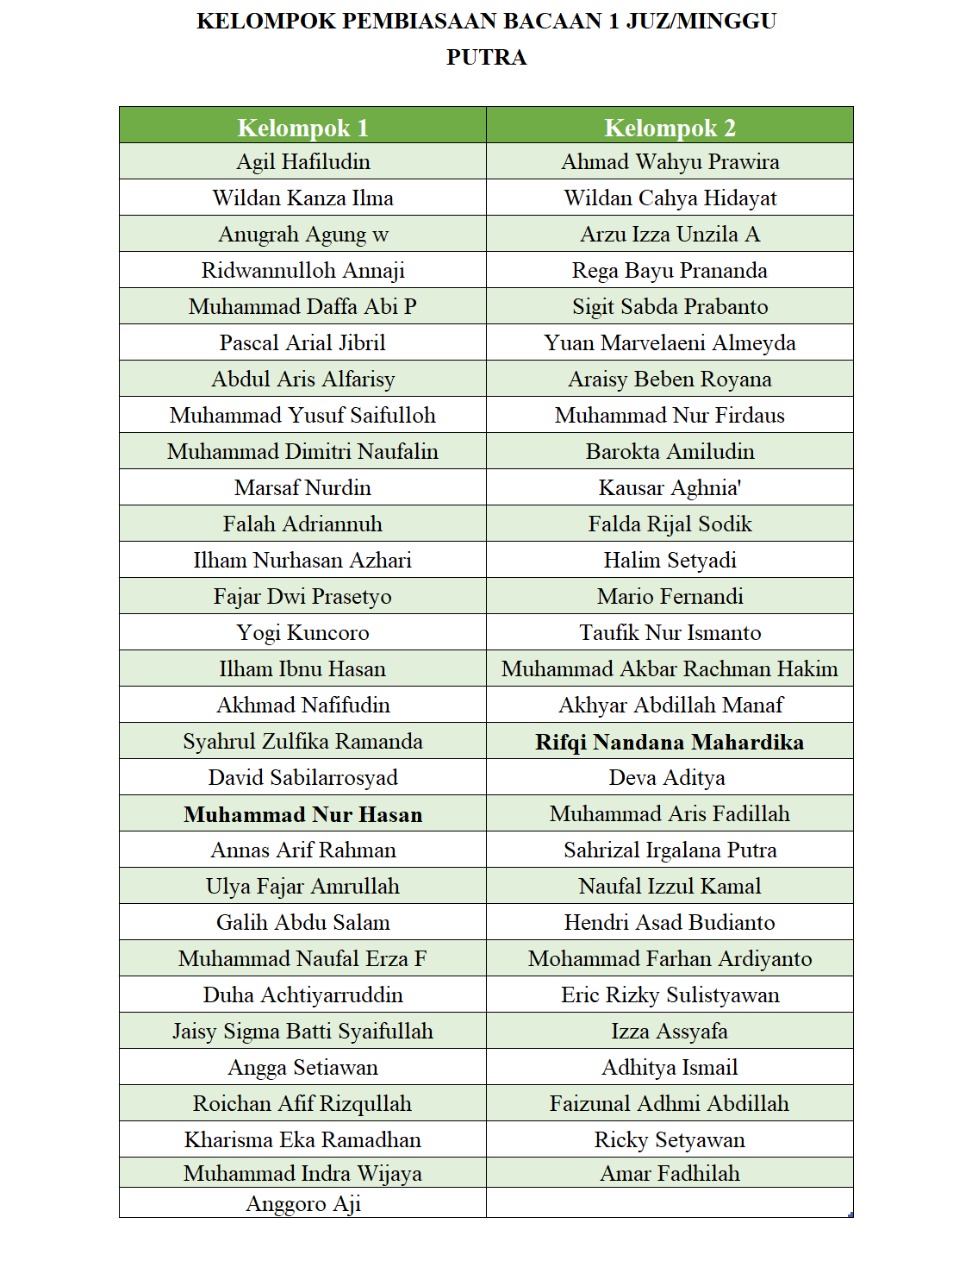 KELOMPOK PEMBIASAAN BACAAN 1 JUZ/MINGGU
PUTRA
Kelompok 1 Kelompok 2
Agil Hafiludin Ahmad Wahyu Prawira
Wildan Kanza Ilma Wildan Cahya Hidayat
Anugrah Agung w Arzu Izza Unzila A
Ridwannulloh Annaji Rega Bayu Prananda
Muhammad Daffa Abi P Sigit Sabda Prabanto
Pascal Arial Jibril Yuan Marvelaeni Almeyda
Abdul Aris Alfarisy Araisy Beben Royana
Muhammad Yusuf Saifulloh Muhammad Nur Firdaus
Muhammad Dimitri Naufalin Barokta Amiludin
Marsaf Nurdin Kausar Aghnia'
Falah Adriannuh Falda Rijal Sodik
Ilham Nurhasan Azhari Halim Setyadi
Fajar Dwi Prasetyo Mario Fernandi
Yogi Kuncoro Taufik Nur Ismanto
Ilham Ibnu Hasan Muhammad Akbar Rachman Hakim
Akhmad Nafifudin Akhyar Abdillah Manaf
Syahrul Zulfika Ramanda Rifqi Nandana Mahardika
David Sabilarrosyad Deva Aditya
Muhammad Nur Hasan Muhammad Aris Fadillah
Annas Arif Rahman Sahrizal Irgalana Putra
Ulya Fajar Amrullah Naufal Izzul Kamal
Galih Abdu Salam Hendri Asad Budianto
Muhammad Naufal Erza F Mohammad Farhan Ardiyanto
Duha Achtiyarruddin Eric Rizky Sulistyawan
Jaisy Sigma Batti Syaifullah Izza Assyafa
Angga Setiawan Adhitya Ismail
Roichan Afif Rizqullah Faizunal Adhmi Abdillah
Kharisma Eka Ramadhan Ricky Setyawan
Muhammad Indra Wijaya Amar Fadhilah
Anggoro Aji